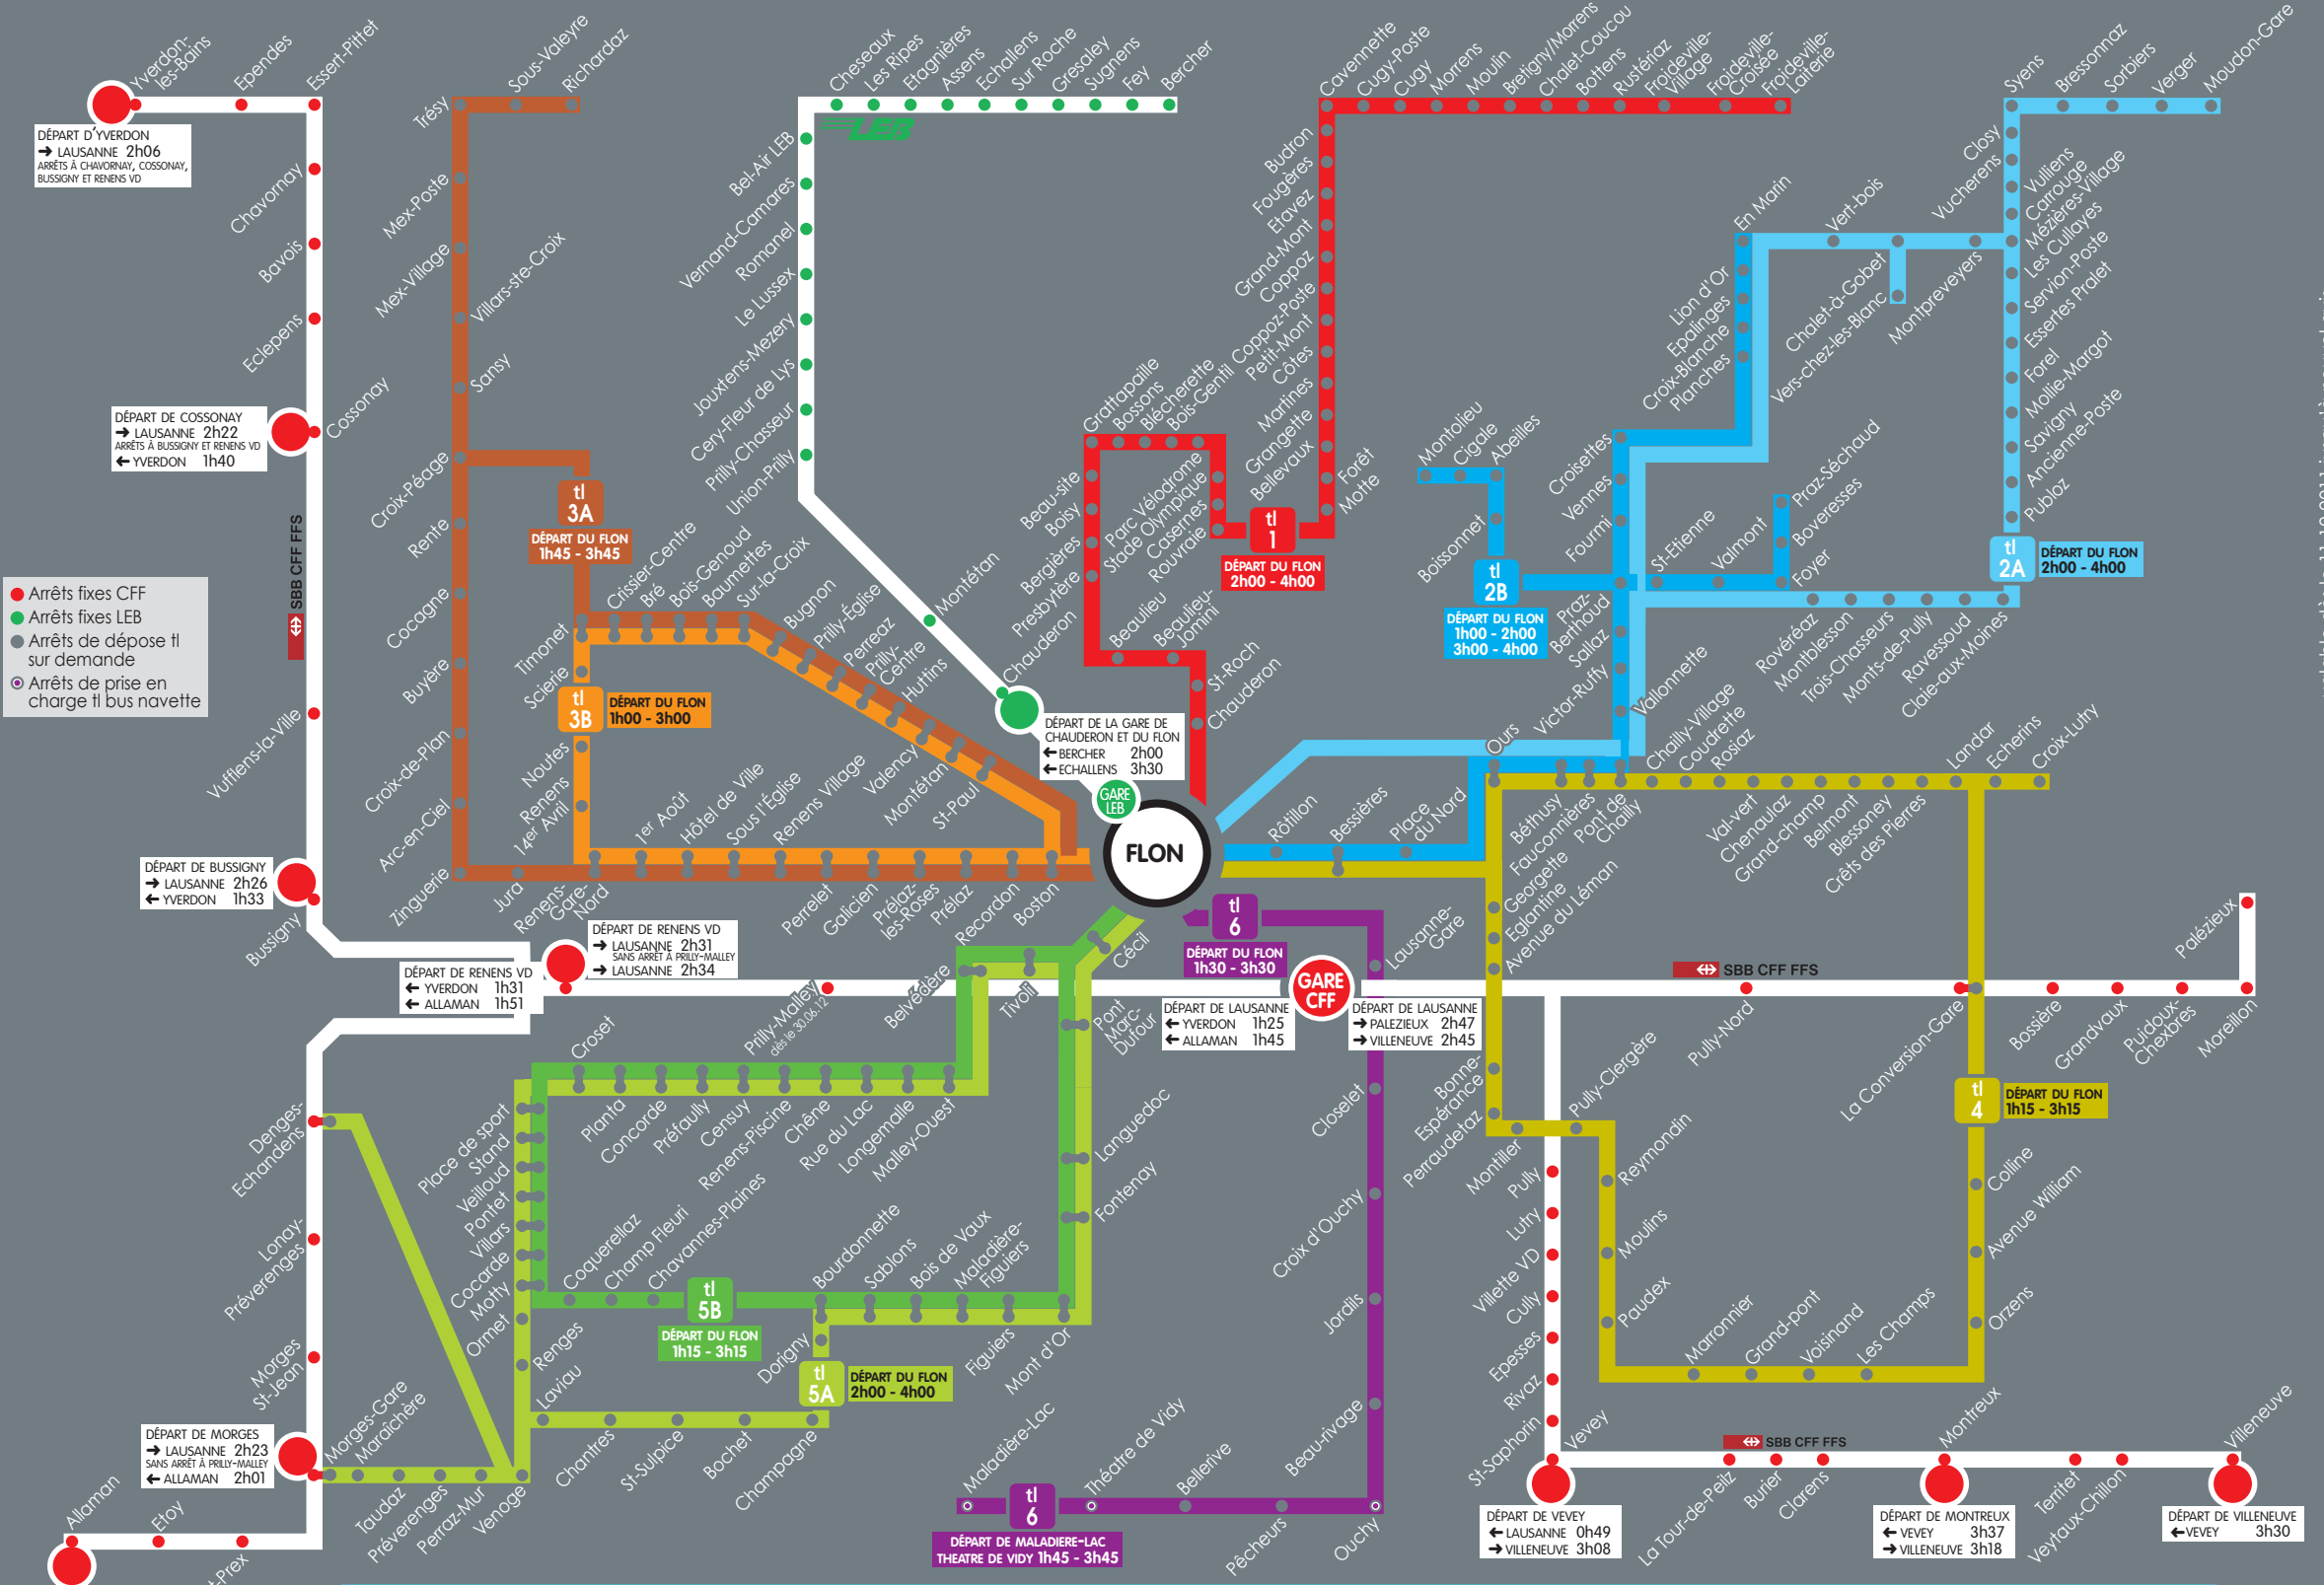 Yverdon-
les-Bains
Ependes
Essert-Pittet
DÉPART D'YVERDON
➔ LAUSANNE 2h06
ARRÊTS À CHAVORNAY, COSSONAY,
BUSSIGNY ET RENENS VD
Chavornay
Bavois
Eclepens
Cossonay
DÉPART DE COSSONAY
➔ LAUSANNE 2h22
ARRÊTS À BUSSIGNY ET RENENS VD
← YVERDON 1h40
SBB CFF FFS
Arrêts fixes CFF
Arrêts fixes LEB
Arrêts de dépose tl
sur demande
Arrêts de prise en
charge tl bus navette
Vufflens-la-Ville
DÉPART DE BUSSIGNY
➔ LAUSANNE 2h26
← YVERDON 1h33
Bussigny
DÉPART DE RENENS VD
➔ LAUSANNE 2h31
SANS ARRÊT À PRILLY-MALLEY
➔ LAUSANNE 2h34
DÉPART DE RENENS VD
← YVERDON 1h31
← ALLAMAN 1h51
Prilly-Malley
dès le 30.06.12
Denges-
Echandens
Lonay-
Préverenges
Morges
St-Jean
DÉPART DE MORGES
➔ LAUSANNE 2h23
SANS ARRÊT À PRILLY-MALLEY
← ALLAMAN 2h01
Morges-Gare
Maraîchère
Allaman
Etoy
t-Prex
Taudaz
Préverenges
Perraz-Mur
Venoge
Trésy
Sous-Valeyre
Richardaz
Mex-Poste
Mex-Village
Villars-ste-Croix
Sansy
Croix-Péage
Rente
Cocagne
Buyère
Croix-de-Plan
Arc-en-Ciel
Zinguerie
tl
3A
DÉPART DU FLON
1h45 - 3h45
Timonet
Crissier-Centre
Bré
Bois-Genoud
Baumettes
Sur-la-Croix
Bugnon
Prilly-Église
Perreaz
Prilly-
Centre
Huttins
Valency
Montétan
St-Paul
Scierie
tl
3B
DÉPART DU FLON
1h00 - 3h00
Noutes
Renens
14er Avril
1er Août
Hôtel de Ville
Sous l'Église
Renens Village
Jura
Renens-
Gare-
Nord
Perrelet
Galicien
Prélaz-
les-Roses
Prélaz
Recordon
Boston
Cheseaux
Les Ripes
Etagnières
Assens
Echallens
Sur Roche
Gresaley
Sugnens
Fey
Bercher
LEB
Bel-Air LEB
Vernand-Camares
Romanel
Le Lussex
Jouxtens-Mezery
Cery-Fleur de Lys
Prilly-Chasseur
Union-Prilly
Montétan
Chauderon
DÉPART DE LA GARE DE
CHAUDERON ET DU FLON
← BERCHER 2h00
← ECHALLENS 3h30
GARE
LEB
FLON
Cavennette
Cugy-Poste
Cugy
Morrens
Moulin
Bretigny/Morrens
Chalet-Coucou
Bottens
Rustériaz
Froideville-
Village
Froideville-
Croisée
Froideville-
Laiterie
Budron
Fougères
Etavez
Grand-Mont
Coppoz
Coppoz-Poste
Petit-Mont
Côtes
Martines
Grangette
Bellevaux
Forêt
Motte
tl
1
DÉPART DU FLON
2h00 - 4h00
Grattapaille
Bossons
Blécherette
Bois-Gentil
Parc Vélodrome
Stade Olympique
Casernes
Rouvraie
Beau-site
Boisy
Bergières
Presbytère
Chauderon
Beaulieu
Beaulieu-
Jomini
St-Roch
Chauderon
Syens
Bressonnaz
Sorbiers
Verger
Moudon-Gare
Closy
Vucherens
Vulliens
Carrouge
Mézières-Village
Les Cullayes
Servion-Poste
Essertes Pralet
Forel
Mollie-Margot
Savigny
Ancienne-Poste
Publoz
En Marin
Vert-bois
Chalet-à-Gobet
Vers-chez-les-Blanc
Montpreveyers
Lion d'Or
Epalinges
Croix-Blanche
Planches
Croisettes
Vennes
Fourmi
Praz-
Berthoud
Sallaz
Victor-Ruffy
Vallonnette
tl
2A
DÉPART DU FLON
2h00 - 4h00
Montolieu
Cigale
Abeilles
Boissonnet
tl
2B
DÉPART DU FLON
1h00 - 2h00
3h00 - 4h00
St-Etienne
Valmont
Praz-Séchaud
Boveresses
Foyer
Rovéréaz
Montblesson
Trois-Chasseurs
Monts-de-Pully
Ravessoud
Claie-aux-Moines
Ours
Rôtillon
Bessières
Place
du Nord
Béthusy
Fauconnières
Pont de
Chailly
Chailly-Village
Coudrette
Rosiaz
Val-vert
Chenaulaz
Grand-champ
Belmont
Blessoney
Crêts des Pierres
Landar
Echerins
Croix-Lutry
Georgette
Eglantine
Avenue du Léman
Bonne-
Espérance
Perraudetaz
Montillier
Pully-Clergère
Reymondin
Moulins
Paudex
Marronnier
Grand-pont
Voisinand
Les Champs
Orzens
Avenue William
Colline
tl
4
DÉPART DU FLON
1h15 - 3h15
La Conversion-Gare
SBB CFF FFS
Pully-Nord
Bossière
Grandvaux
Puidoux-
Chexbres
Moreillon
Palézieux
tl
6
DÉPART DU FLON
1h30 - 3h30
Lausanne-
Gare
GARE
CFF
DÉPART DE LAUSANNE
← YVERDON 1h25
← ALLAMAN 1h45
DÉPART DE LAUSANNE
➔ PALEZIEUX 2h47
➔ VILLENEUVE 2h45
Closelet
Croix d'Ouchy
Jordils
Beau-rivage
Ouchy
Pêcheurs
Bellerive
Théatre de Vidy
Maladière-Lac
tl
6
DÉPART DE MALADIERE-LAC
THEATRE DE VIDY 1h45 - 3h45
Cécil
Tivoli
Belvédère
Pont
Marc-
Dufour
Languedoc
Fontenay
Croset
Planta
Concorde
Préfaully
Censuy
Renens-Piscine
Chêne
Rue du Lac
Longemalle
Malley-Ouest
Place de sport
Stand
Veilloud
Pontet
Villars
Cocarde
Motty
Ormet
Renges
Laviau
Coquerellaz
Champ Fleuri
Chavannes-Plaines
tl
5B
DÉPART DU FLON
1h15 - 3h15
Bourdonnette
Sablons
Bois de Vaux
Maladière-
Figuiers
Figuiers
Mont d'Or
Dorigny
tl
5A
DÉPART DU FLON
2h00 - 4h00
Chantres
St-Sulpice
Bochet
Champagne
Pully
Lutry
Villette VD
Cully
Epesses
Rivaz
St-Saphorin
Vevey
DÉPART DE VEVEY
← LAUSANNE 0h49
➔ VILLENEUVE 3h08
SBB CFF FFS
La Tour-de-Peilz
Burier
Clarens
Montreux
DÉPART DE MONTREUX
← VEVEY 3h37
➔ VILLENEUVE 3h18
Territet
Veytaux-Chillon
Villeneuve
DÉPART DE VILLENEUVE
← VEVEY 3h30